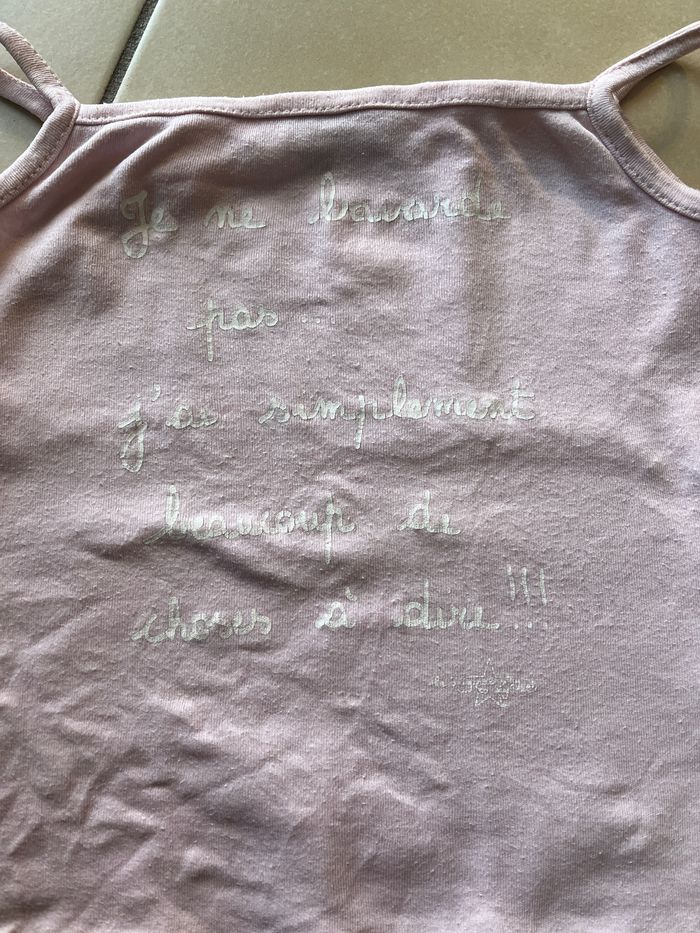 Je ne bavarde
pas...
j'ai simplement
beaucoup de
choses à dire!!!